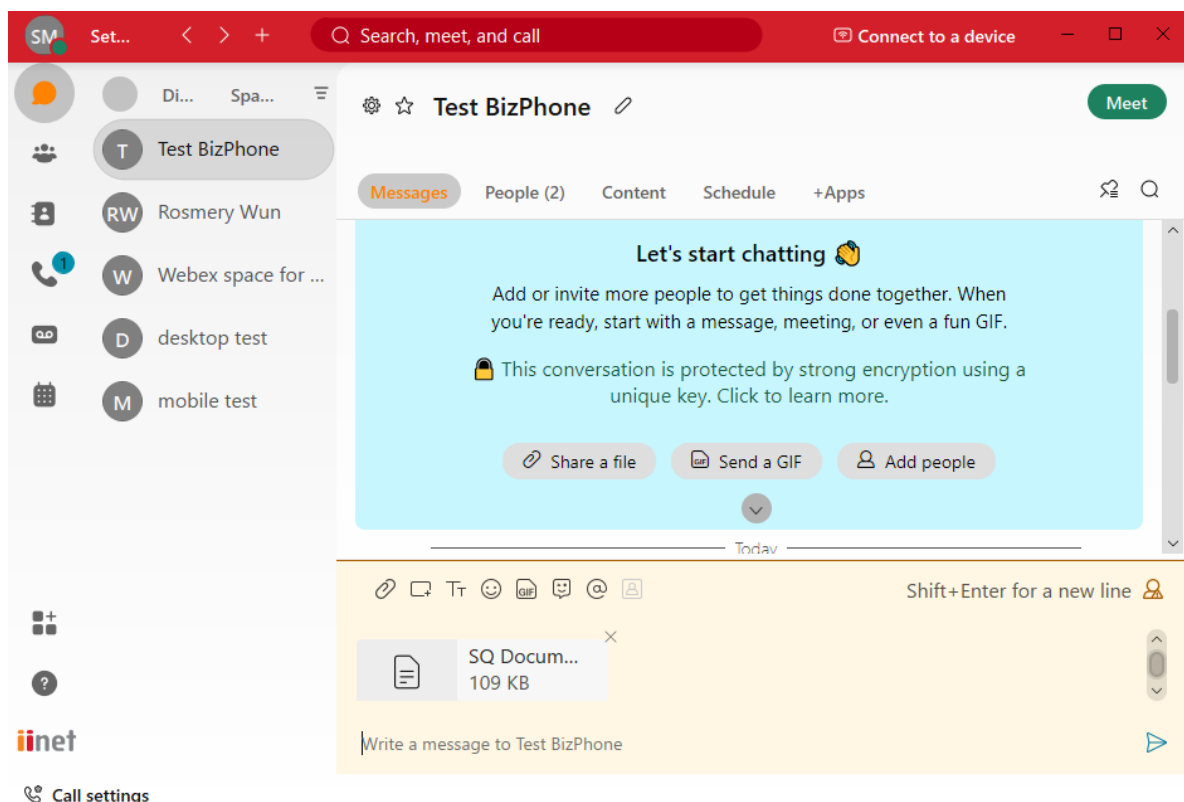 SM Set... Search, meet, and call Connect to a device
Di... Spa...
T Test BizPhone
RW Rosmery Wun
1
W Webex space for ...
D desktop test
M mobile test
iinet
Call settings
Test BizPhone Meet
Messages People (2) Content Schedule +Apps
Let's start chatting
Add or invite more people to get things done together. When
you're ready, start with a message, meeting, or even a fun GIF.
This conversation is protected by strong encryption using a
unique key. Click to learn more.
Share a file GIF Send a GIF Add people
Today
GIF Shift+Enter for a new line
SQ Docum...
109 KB
Write a message to Test BizPhone